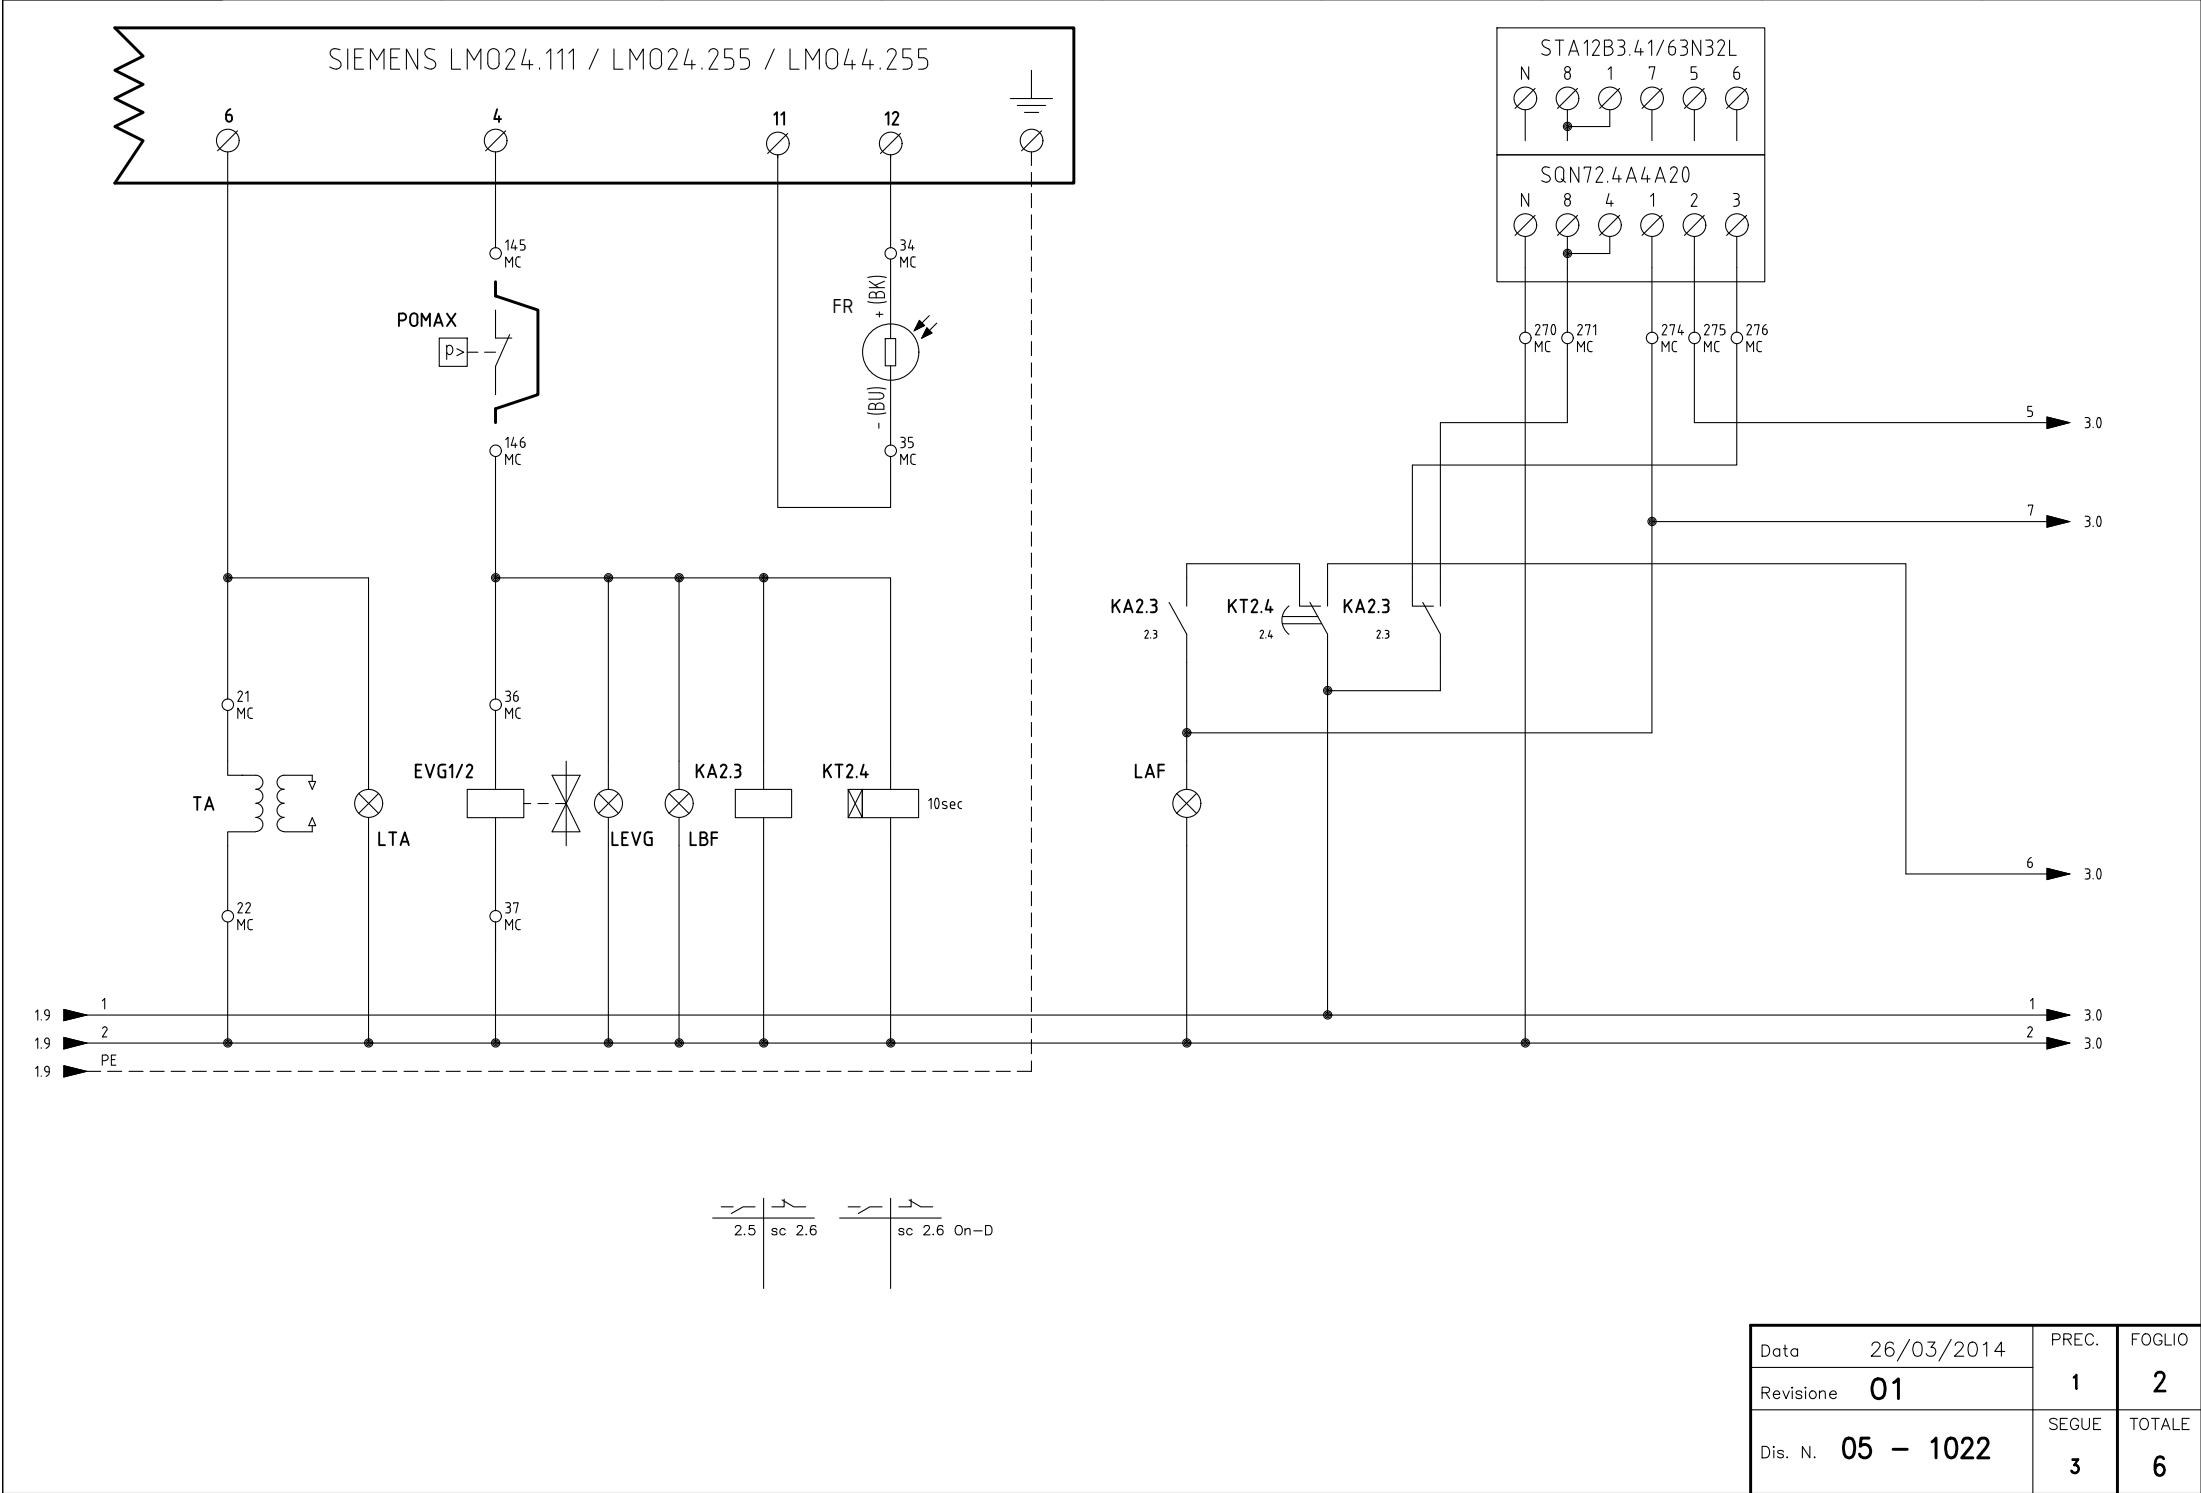 SIEMENS LMO24.111 / LMO24.255 / LMO44.255
6
4
11
12
STA12B3.41/63N32L
N 8 1 7 5 6
SQN72.4A4A20
N 8 4 1 2 3
145
MC
34
MC
FR
+ (BK)
- (BU)
POMAX
P>
146
MC
35
MC
270
MC
271
MC
274
MC
275
MC
276
MC
5
3.0
7
3.0
KA2.3
2.3
KT2.4
2.4
KA2.3
2.3
21
MC
36
MC
TA
LTA
EVG1/2
LEVG
LBF
KA2.3
KT2.4
10sec
LAF
6
3.0
22
MC
37
MC
1.9
1
1
3.0
1.9
2
2
3.0
1.9
PE
2.5
sc 2.6
sc 2.6 On-D
Data 26/03/2014
PREC.
1
FOGLIO
2
Revisione 01
Dis. N. 05 - 1022
SEGUE
3
TOTALE
6